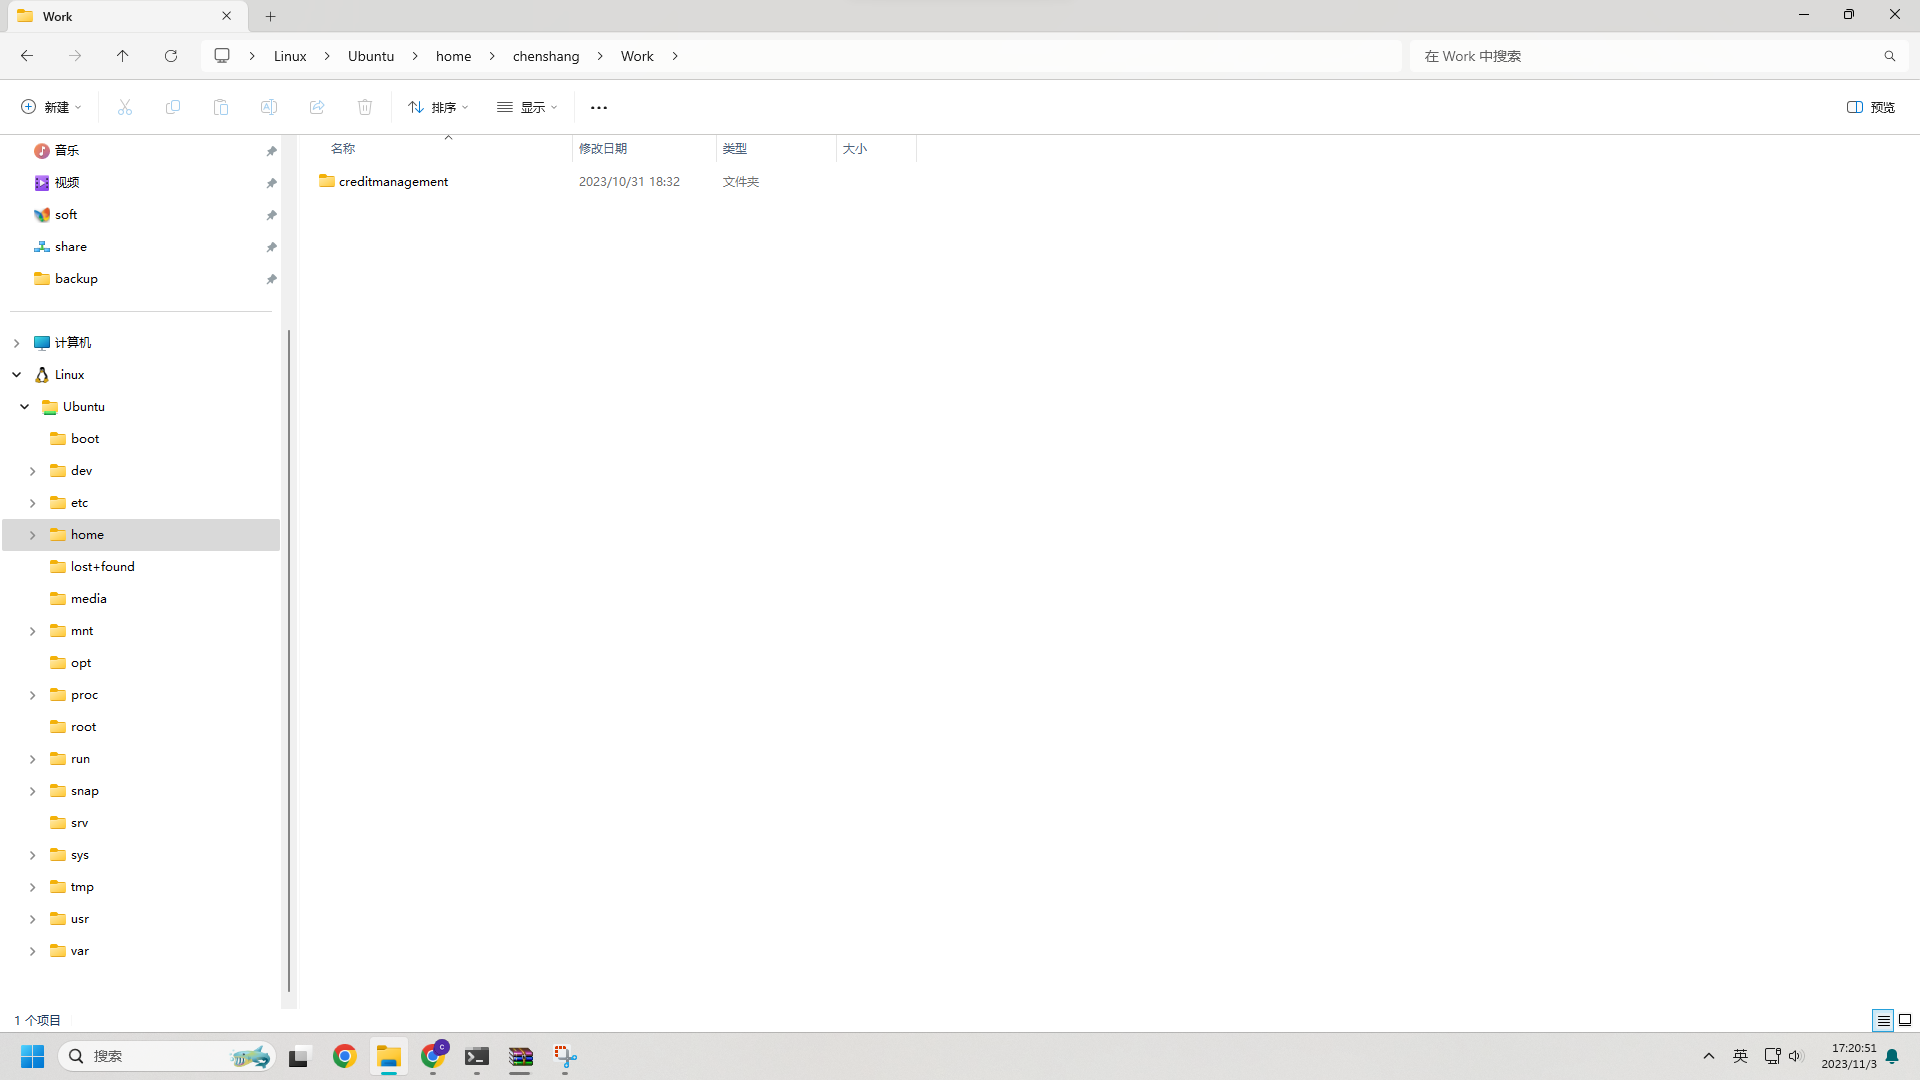 Work
Linux Ubuntu home chenshang Work
在 Work 中搜索
新建 排序 显示 预览
音乐
视频
soft
share
backup
计算机
Linux
Ubuntu
boot
dev
etc
home
lost+found
media
mnt
opt
proc
root
run
snap
srv
sys
tmp
usr
var
名称 修改日期 类型 大小
creditmanagement 2023/10/31 18:32 文件夹
1 个项目
搜索
c
英
17:20:51
2023/11/3